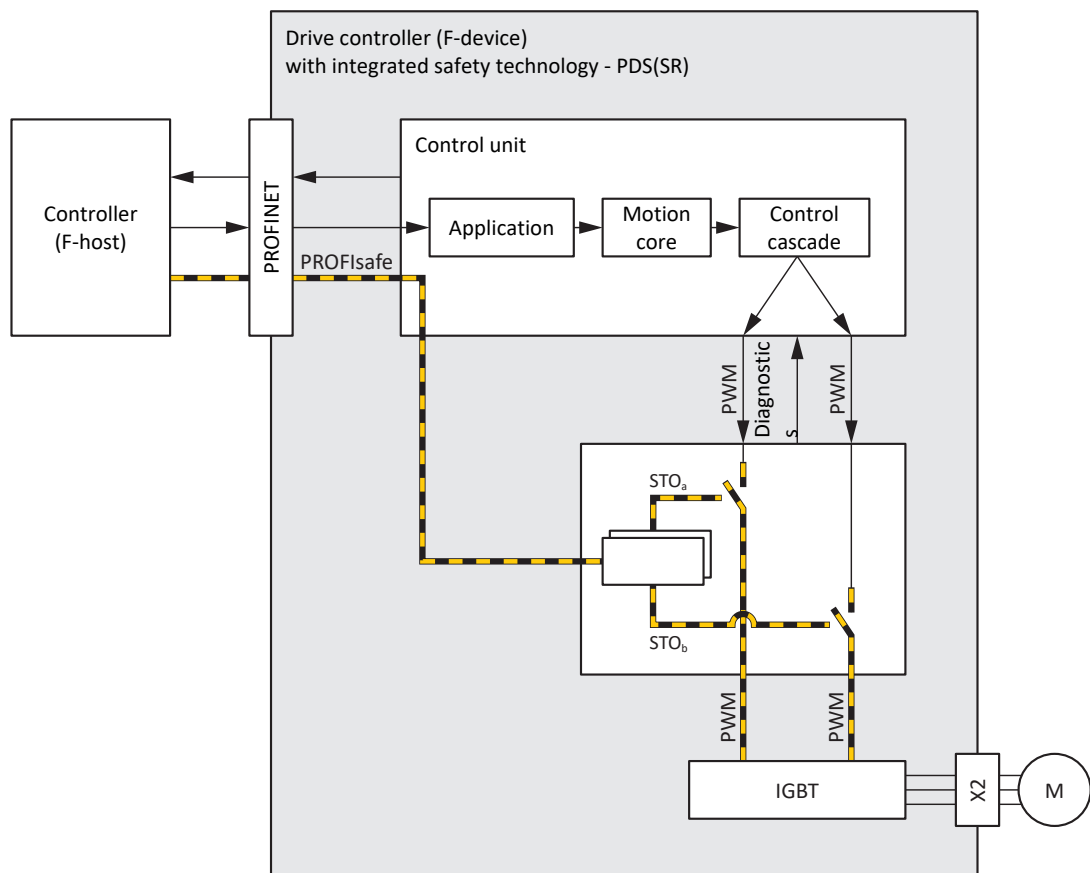 Drive controller (F-device)
with integrated safety technology - PDS(SR)
Control unit
Controller
(F-host)
PROFINET
Application
Motion
core
Control
cascade
PROFIsafe
PWM
Diagnostic
s
PWM
STOₐ
STOb
PWM
PWM
IGBT
X2
M